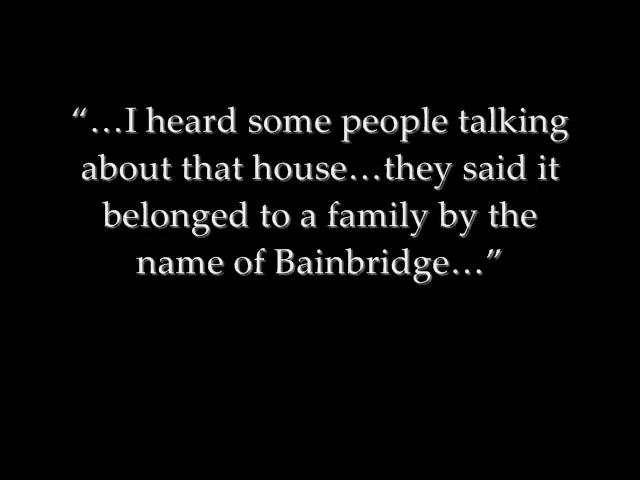 “…I heard some people talking
about that house…they said it
belonged to a family by the
name of Bainbridge…”